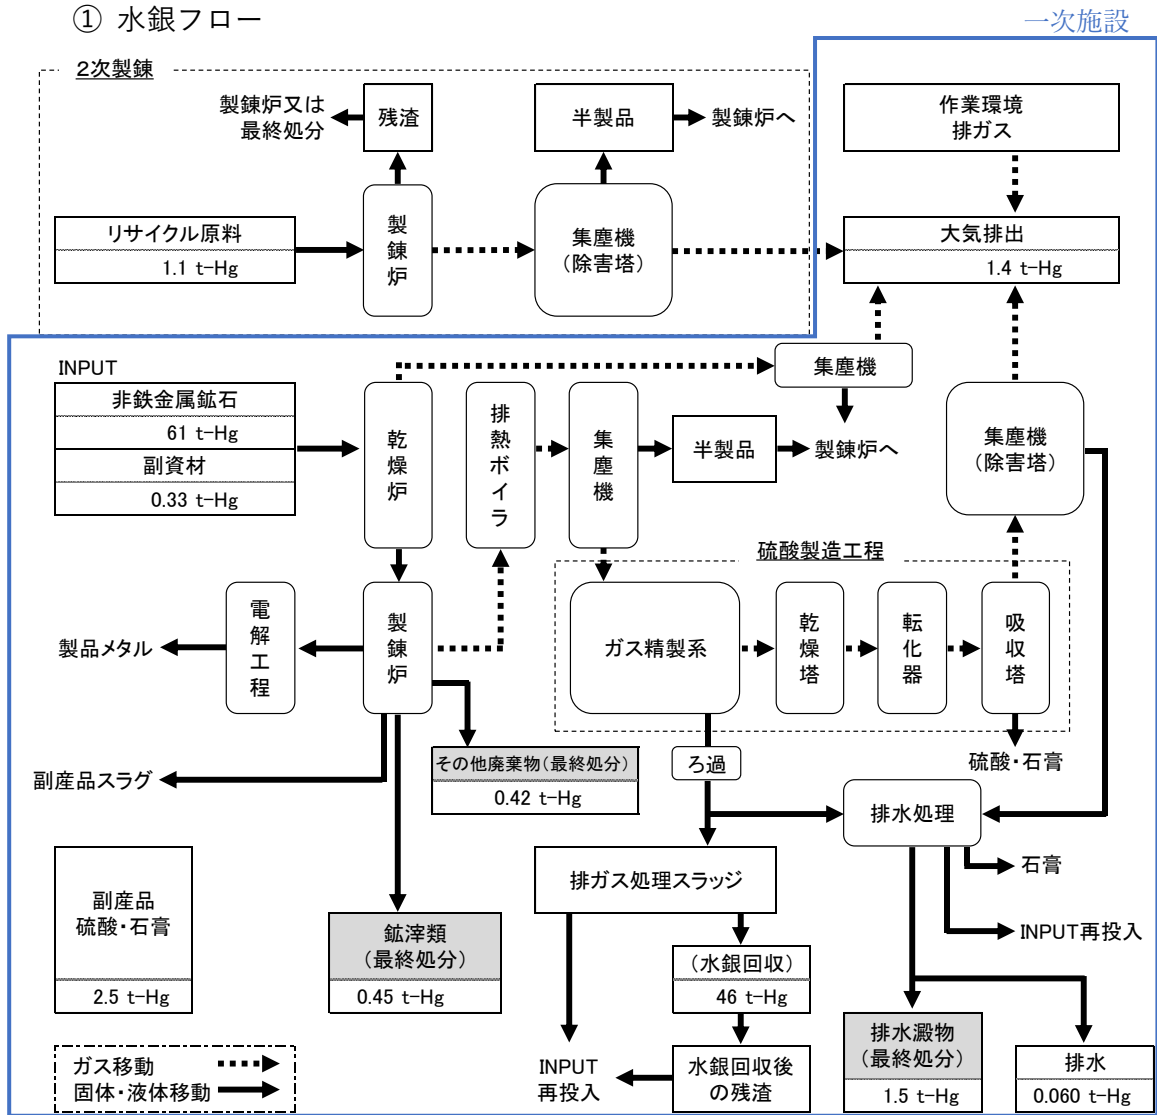 ① 水銀フロー
一次施設
2次製錬
製錬炉又は
最終処分
残渣
半製品
製錬炉へ
作業環境
排ガス
リサイクル原料
1.1 t-Hg
製錬炉
集塵機
(除害塔)
大気排出
1.4 t-Hg
INPUT
非鉄金属鉱石
61 t-Hg
副資材
0.33 t-Hg
乾燥炉
排熱ボイラ
集塵機
半製品
製錬炉へ
集塵機
集塵機
(除害塔)
硫酸製造工程
製品メタル
電解工程
製錬炉
ガス精製系
乾燥塔
転化器
吸収塔
硫酸・石膏
副産品スラグ
その他廃棄物(最終処分)
0.42 t-Hg
ろ過
排水処理
石膏
INPUT再投入
副産品
硫酸・石膏
2.5 t-Hg
鉱滓類
(最終処分)
0.45 t-Hg
排ガス処理スラッジ
(水銀回収)
46 t-Hg
INPUT
再投入
水銀回収後
の残渣
排水澱物
(最終処分)
1.5 t-Hg
排水
0.060 t-Hg
ガス移動
固体・液体移動